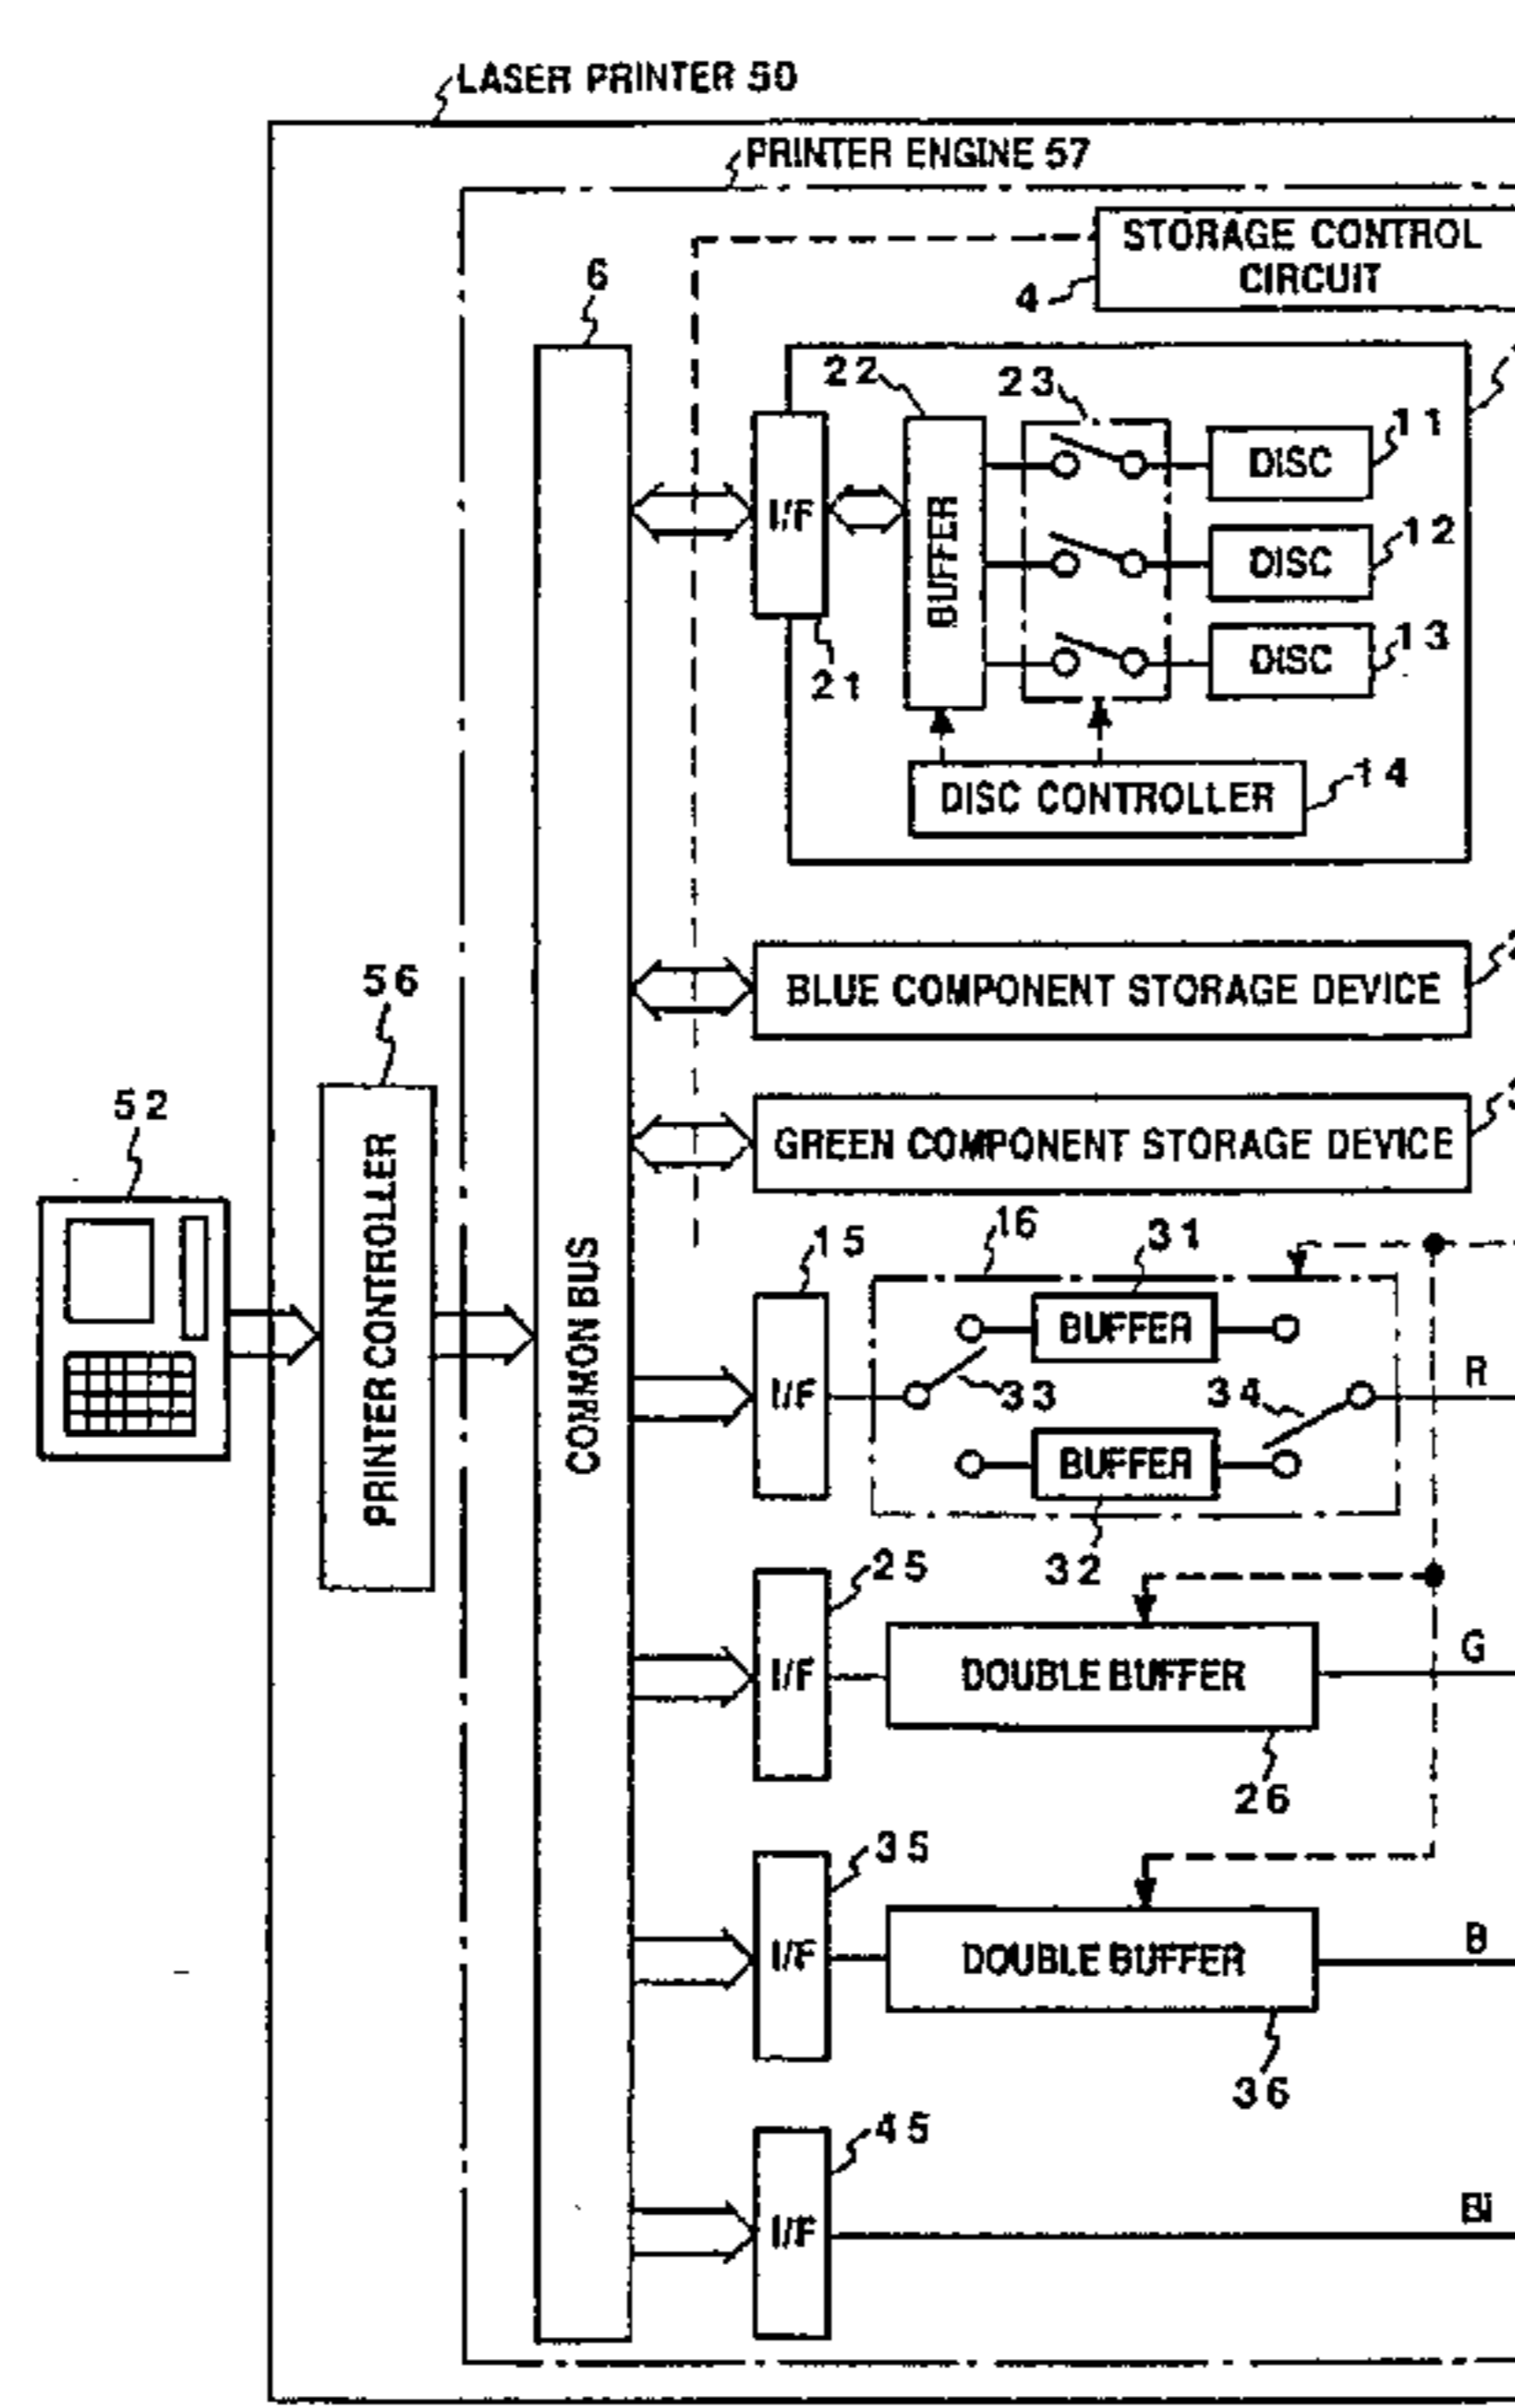 LASER PRINTER 50
PRINTER ENGINE 57
STORAGE CONTROL
CIRCUIT
4
6
22
23
11
DISC
I/F
BUFFER
12
DISC
13
DISC
21
14
DISC CONTROLLER
BLUE COMPONENT STORAGE DEVICE
2
56
GREEN COMPONENT STORAGE DEVICE
52
PRINTER CONTROLLER
COMMON BUS
15
16
31
BUFFER
I/F
33
34
R
BUFFER
32
25
I/F
DOUBLE BUFFER
G
26
35
I/F
DOUBLE BUFFER
B
36
45
I/F
Bi